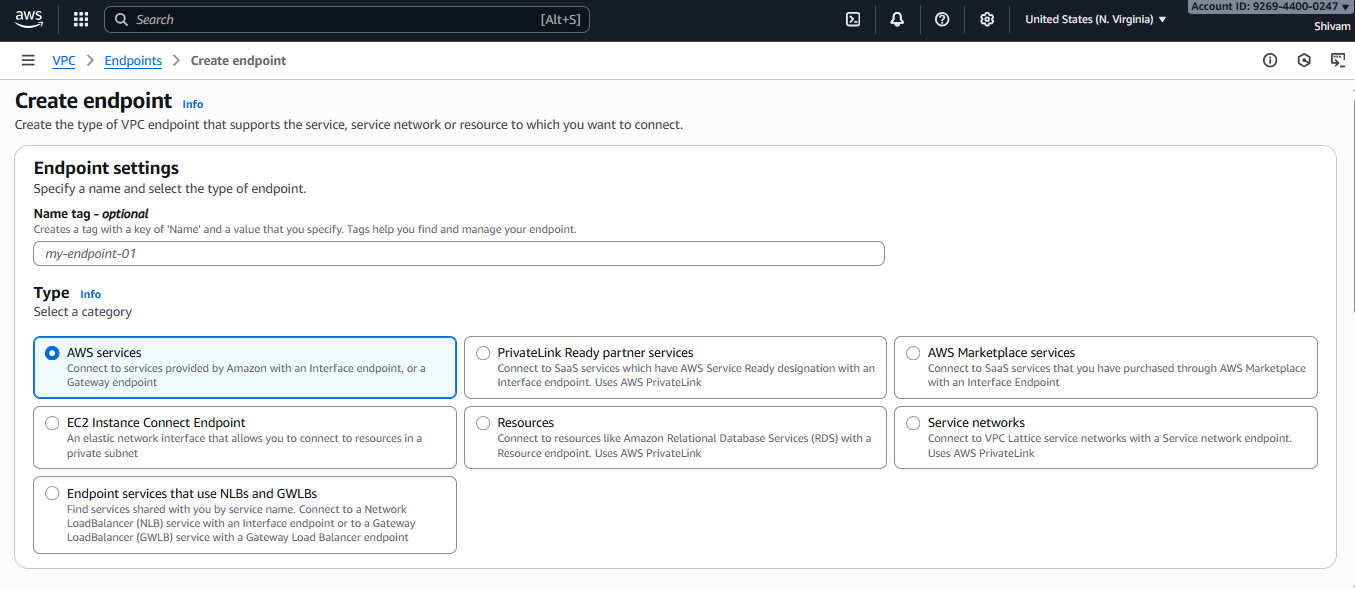 aws
Search [Alt+S]
United States (N. Virginia)
Account ID: 9269-4400-0247
Shivam
VPC
Endpoints
Create endpoint
Create endpoint Info
Create the type of VPC endpoint that supports the service, service network or resource to which you want to connect.
Endpoint settings
Specify a name and select the type of endpoint.
Name tag - optional
Creates a tag with a key of 'Name' and a value that you specify. Tags help you find and manage your endpoint.
my-endpoint-01
Type Info
Select a category
AWS services
Connect to services provided by Amazon with an Interface endpoint, or a
Gateway endpoint
PrivateLink Ready partner services
Connect to SaaS services which have AWS Service Ready designation with an
Interface endpoint. Uses AWS PrivateLink
AWS Marketplace services
Connect to SaaS services that you have purchased through AWS Marketplace
with an Interface Endpoint
EC2 Instance Connect Endpoint
An elastic network interface that allows you to connect to resources in a
private subnet
Resources
Connect to resources like Amazon Relational Database Services (RDS) with a
Resource endpoint. Uses AWS PrivateLink
Service networks
Connect to VPC Lattice service networks with a Service network endpoint.
Uses AWS PrivateLink
Endpoint services that use NLBs and GWLBs
Find services shared with you by service name. Connect to a Network
LoadBalancer (NLB) service with an Interface endpoint or to a Gateway
LoadBalancer (GWLB) service with a Gateway Load Balancer endpoint